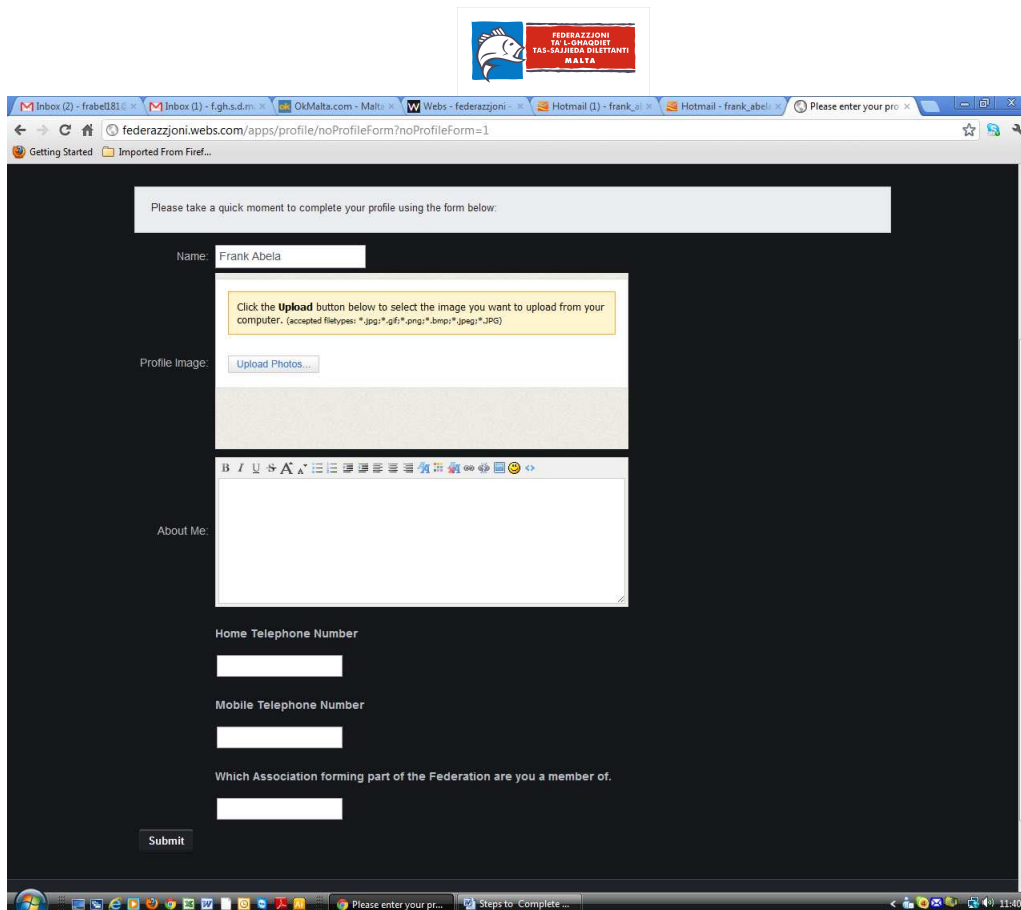 FEDERAZZJONI
TA' L-GHAQDIET
TAS-SAJJIEDA DILETTANTI
MALTA
Inbox (2) - frabel181
Inbox (1) - f.gh.s.d.m.
ok OkMalta.com - Malta
W Webs - federazzjoni -
Hotmail (1) - frank_a
Hotmail - frank_abela
Please enter your pro
federazzjoni.webs.com/apps/profile/noProfileForm?noProfileForm=1
Getting Started Imported From Firef...
Please take a quick moment to complete your profile using the form below:
Name: Frank Abela
Click the Upload button below to select the image you want to upload from your
computer. (accepted filetypes: *.jpg;*.gif;*.png;*.bmp;*.jpeg;*.JPG)
Profile Image: Upload Photos...
B I U S A A
About Me:
Home Telephone Number
Mobile Telephone Number
Which Association forming part of the Federation are you a member of.
Submit
Please enter your pr... Steps to Complete ... 11:40